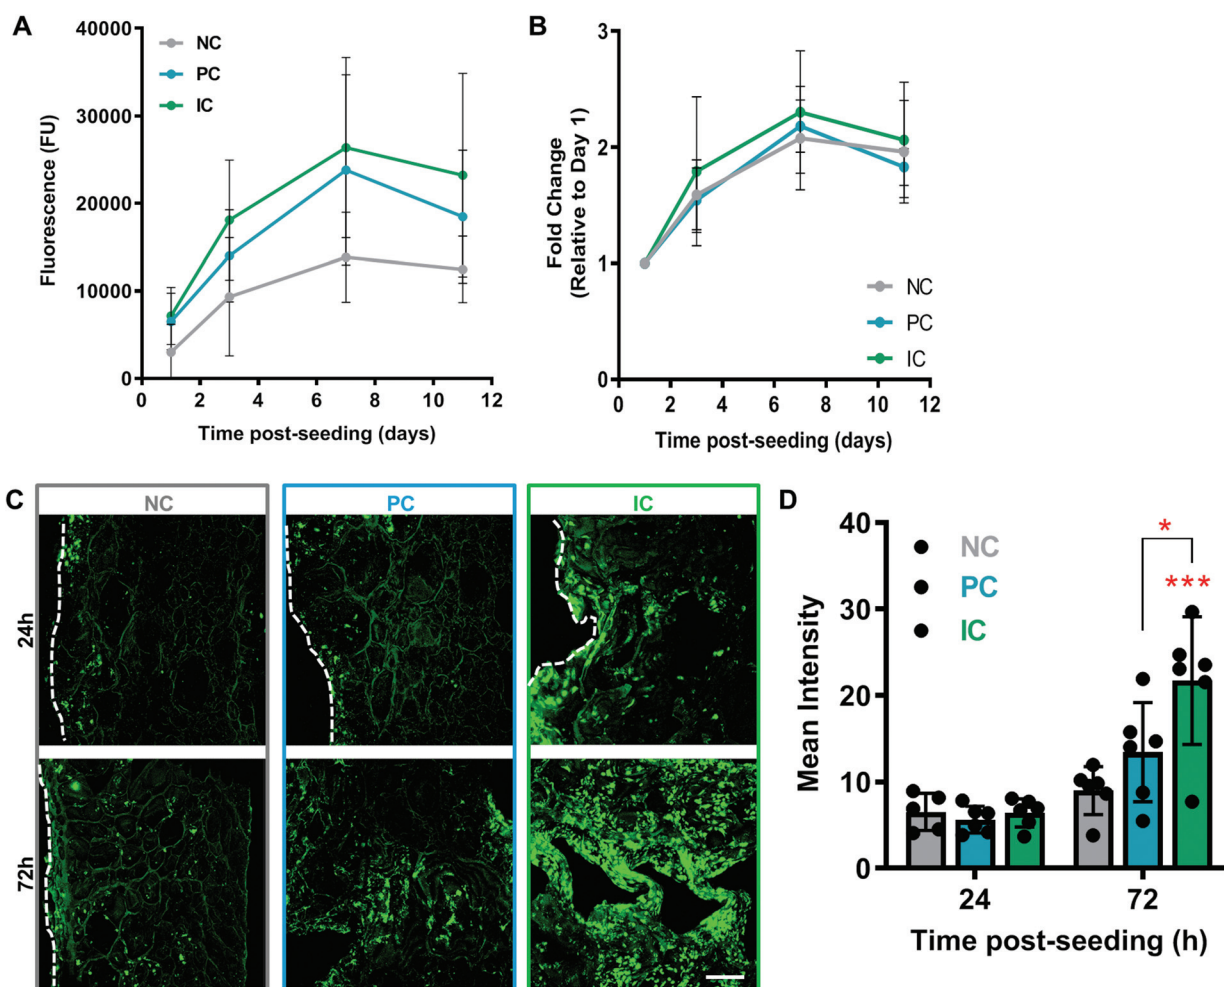 A
40000
30000
20000
10000
0
Fluorescence (FU)
NC
PC
IC
0 2 4 6 8 10 12
Time post-seeding (days)
B
3
2
1
0
Fold Change
(Relative to Day 1)
NC
PC
IC
0 2 4 6 8 10 12
Time post-seeding (days)
C
NC PC IC
24h
72h
D
40
30
20
10
0
Mean Intensity
NC
PC
IC
*
***
24 72
Time post-seeding (h)